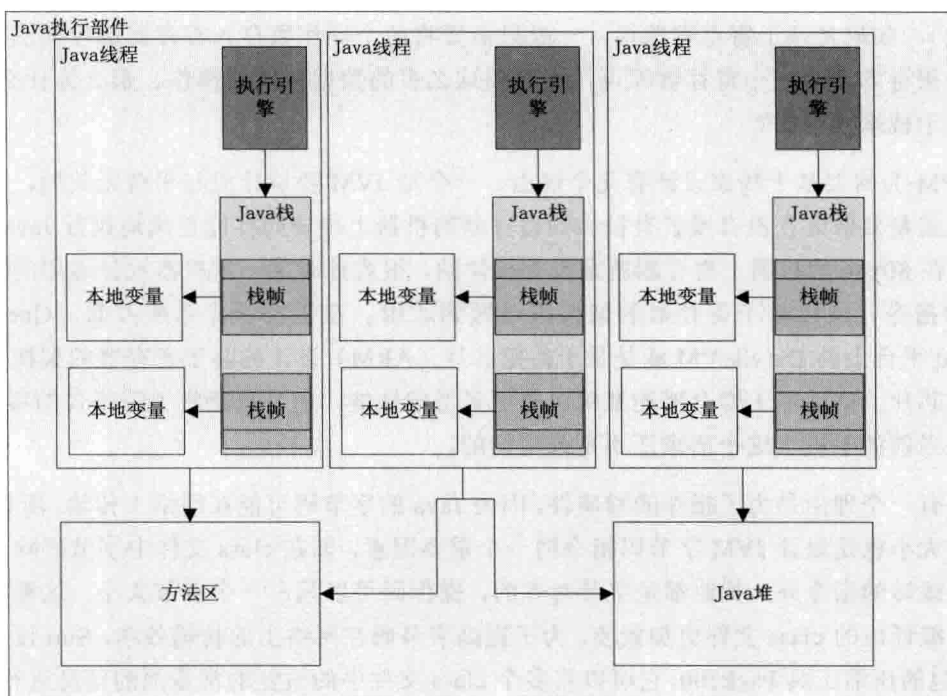 Java执行部件
Java线程
执行引
擎
Java栈
栈帧
本地变量
栈帧
本地变量
Java线程
执行引
擎
Java栈
栈帧
本地变量
栈帧
本地变量
Java线程
执行引
擎
Java栈
栈帧
本地变量
栈帧
本地变量
方法区
Java堆